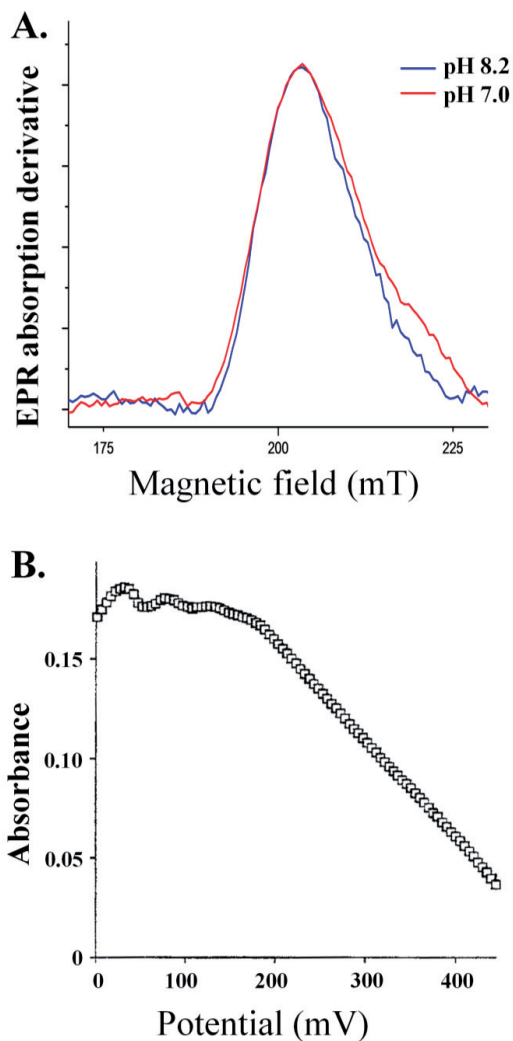 A.
pH 8.2
pH 7.0
EPR absorption derivative
175
200
225
Magnetic field (mT)
B.
0.15
0.10
0.05
0
Absorbance
0
100
200
300
400
Potential (mV)